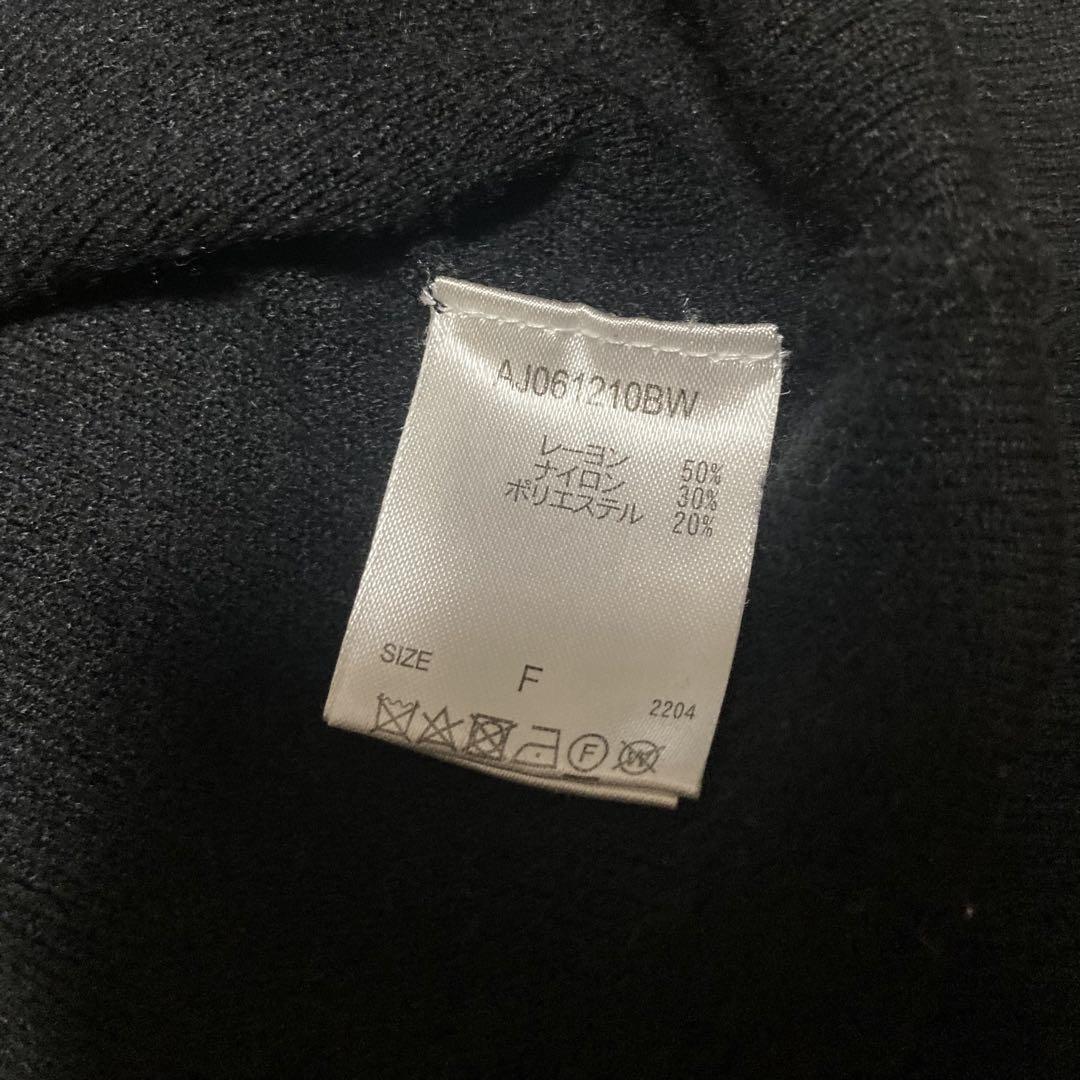 AJ061210BW
レーヨン 50%
ナイロン 30%
ポリエステル 20%
SIZE F
2204
F W